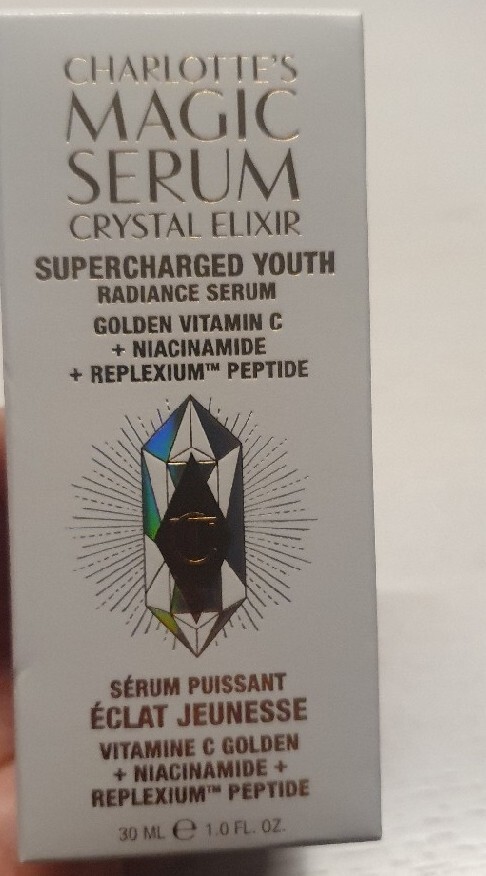 CHARLOTTE'S
MAGIC
SERUM
CRYSTAL ELIXIR
SUPERCHARGED YOUTH
RADIANCE SERUM
GOLDEN VITAMIN C
+ NIACINAMIDE
+ REPLEXIUM™ PEPTIDE
SÉRUM PUISSANT
ÉCLAT JEUNESSE
VITAMINE C GOLDEN
+ NIACINAMIDE +
REPLEXIUM™ PEPTIDE
30 ML ℮ 1.0 FL. OZ.